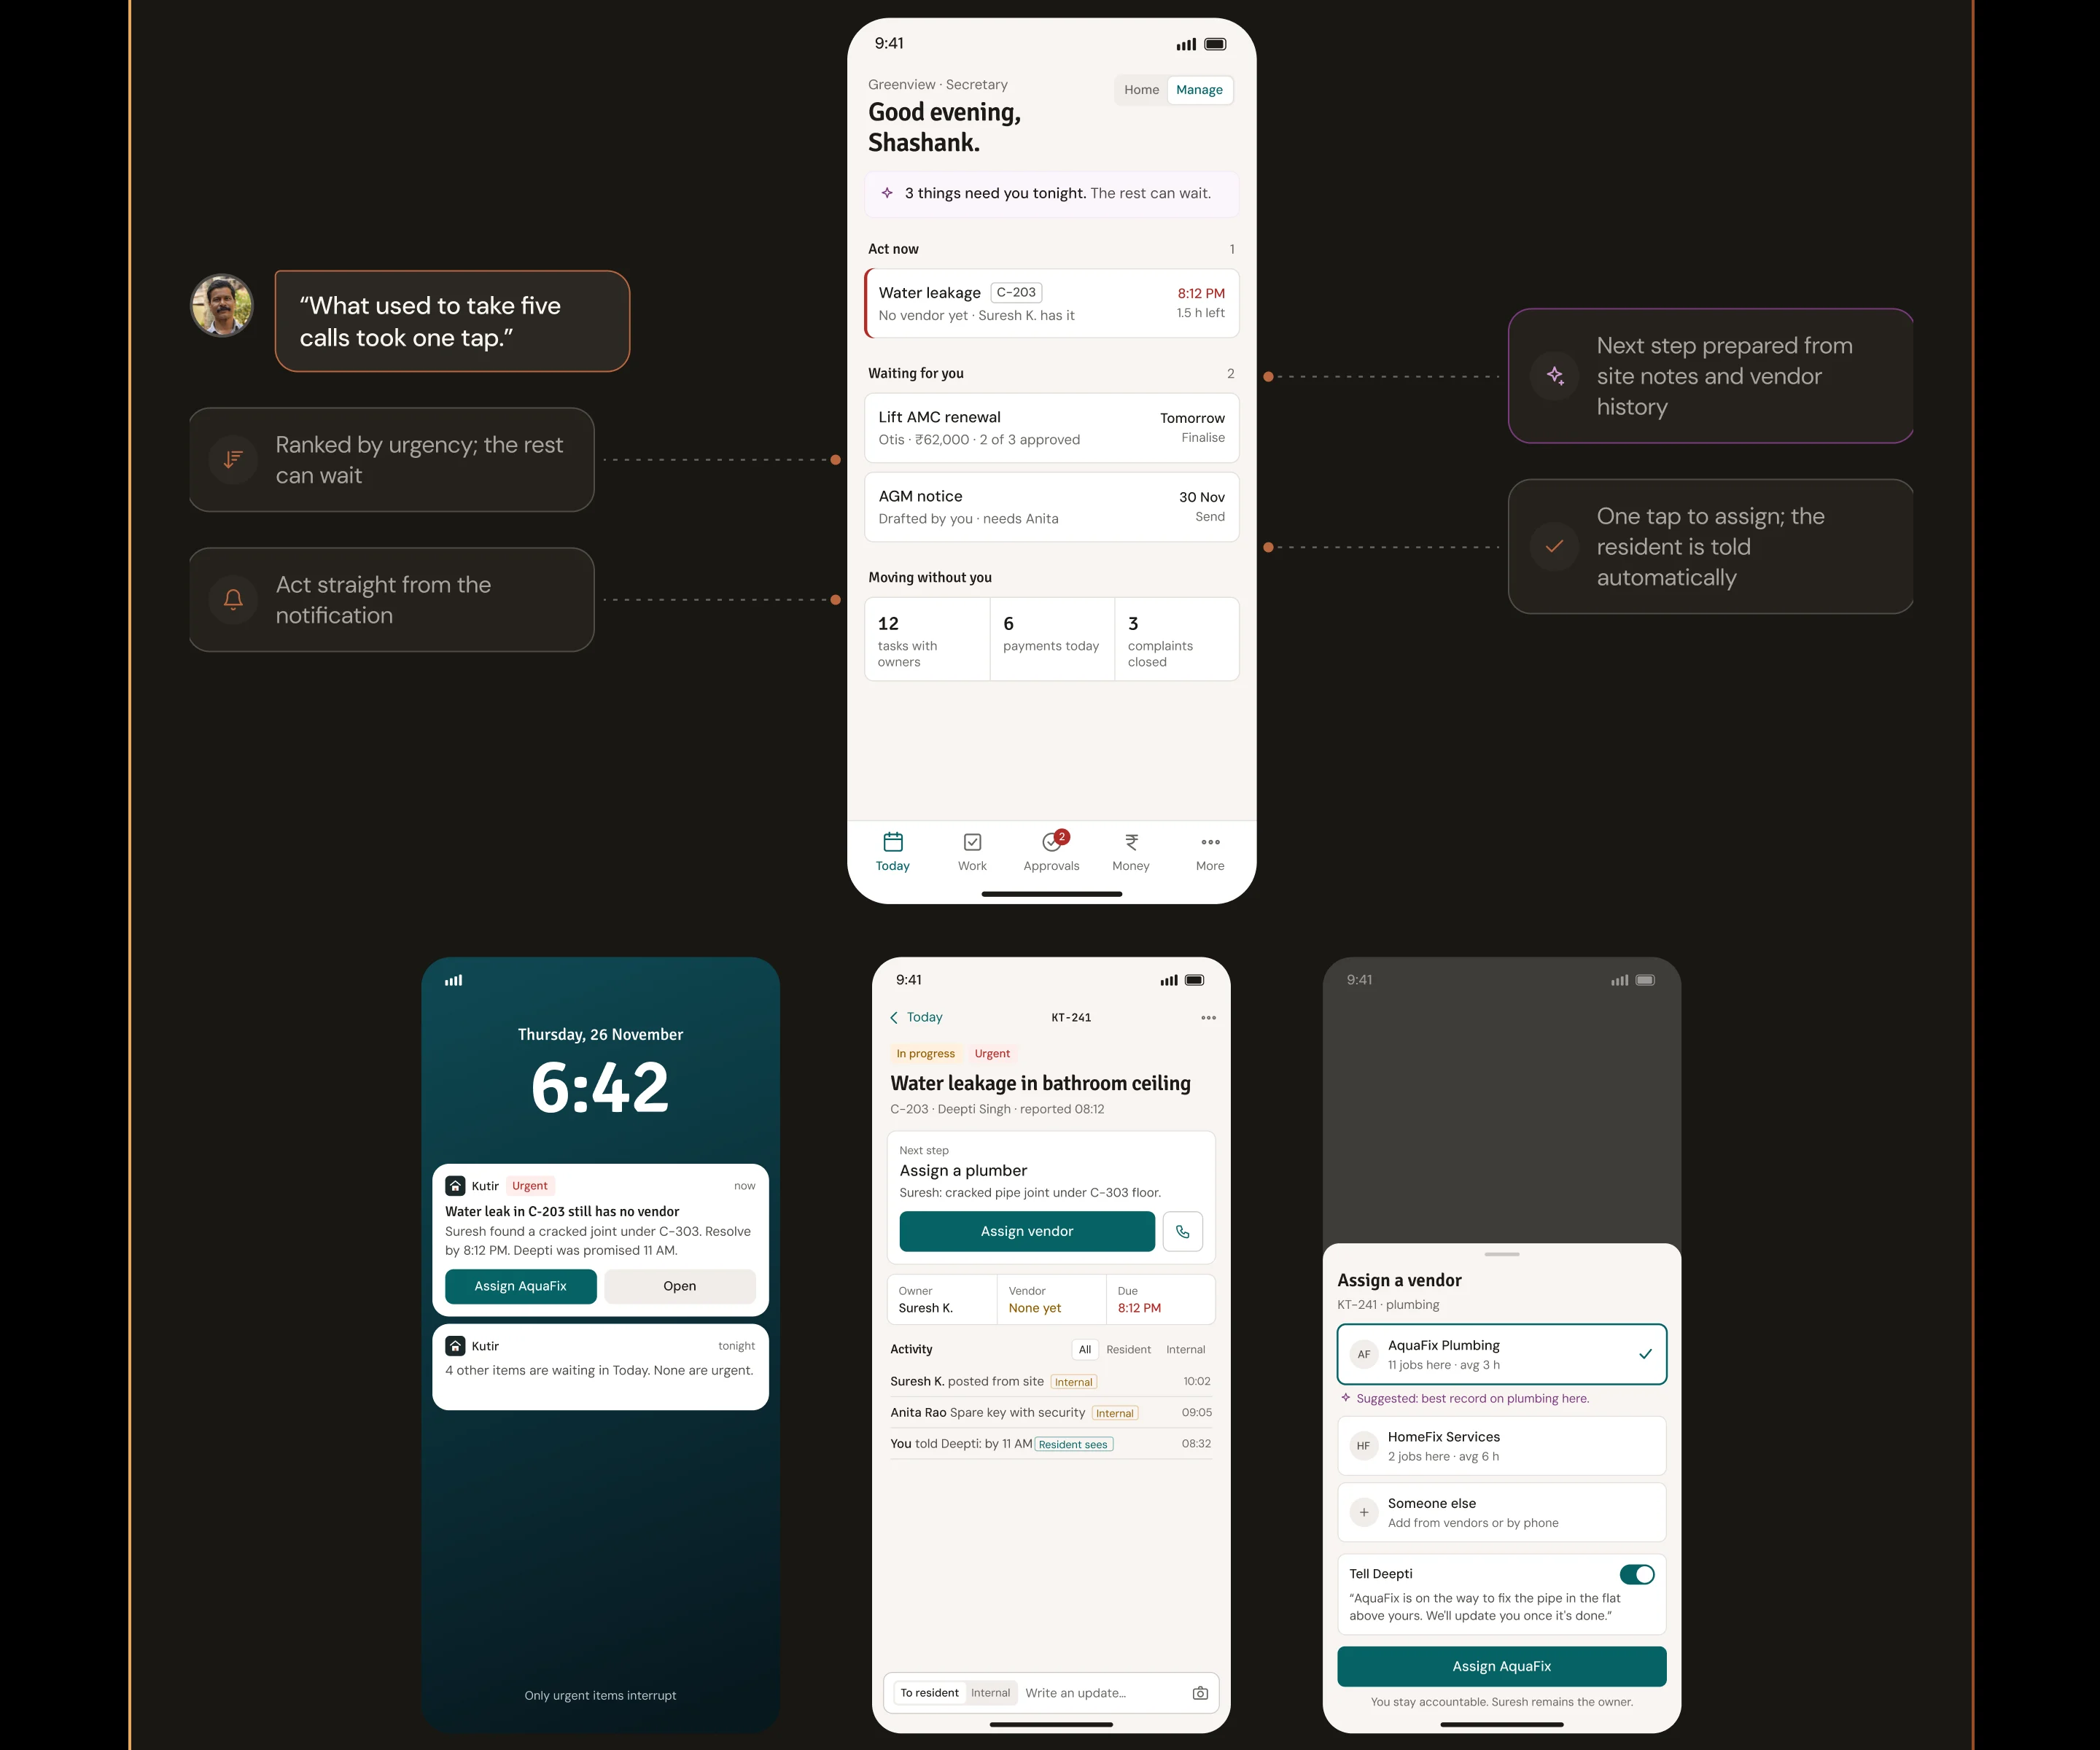 9:41
Greenview · Secretary
Home Manage
Good evening,
Shashank.
3 things need you tonight. The rest can wait.
Act now 1
Water leakage C-203 8:12 PM
No vendor yet · Suresh K. has it 1.5 h left
Waiting for you 2
Lift AMC renewal Tomorrow
Otis · ₹62,000 · 2 of 3 approved Finalise
AGM notice 30 Nov
Drafted by you · needs Anita Send
Moving without you
12 6 3
tasks with payments today complaints
owners closed
2
Today Work Approvals Money More
“What used to take five
calls took one tap.”
Ranked by urgency; the rest
can wait
Act straight from the
notification
Next step prepared from
site notes and vendor
history
One tap to assign; the
resident is told
automatically
Thursday, 26 November
6:42
Kutir Urgent now
Water leak in C-203 still has no vendor
Suresh found a cracked joint under C-303. Resolve
by 8:12 PM. Deepti was promised 11 AM.
Assign AquaFix Open
Kutir tonight
4 other items are waiting in Today. None are urgent.
Only urgent items interrupt
9:41
Today KT-241
In progress Urgent
Water leakage in bathroom ceiling
C-203 · Deepti Singh · reported 08:12
Next step
Assign a plumber
Suresh: cracked pipe joint under C-303 floor.
Assign vendor
Owner Vendor Due
Suresh K. None yet 8:12 PM
Activity All Resident Internal
Suresh K. posted from site Internal 10:02
Anita Rao Spare key with security Internal 09:05
You told Deepti: by 11 AM Resident sees 08:32
To resident Internal Write an update...
9:41
Assign a vendor
KT-241 · plumbing
AF AquaFix Plumbing
11 jobs here · avg 3 h
Suggested: best record on plumbing here.
HF HomeFix Services
2 jobs here · avg 6 h
Someone else
Add from vendors or by phone
Tell Deepti
“AquaFix is on the way to fix the pipe in the flat
above yours. We'll update you once it's done.”
Assign AquaFix
You stay accountable. Suresh remains the owner.